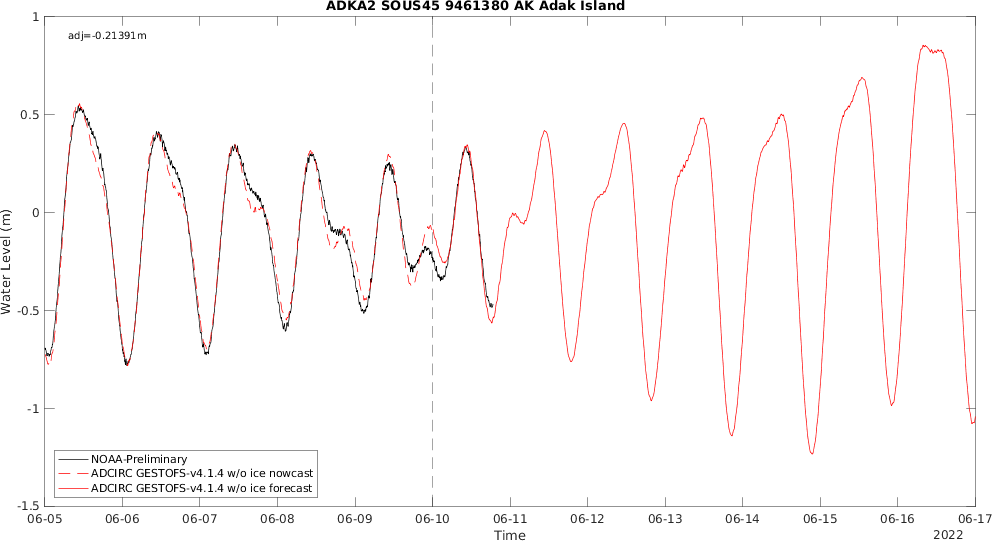 ADKA2 SOUS45 9461380 AK Adak Island
adj=-0.21391m
1
0.5
0
-0.5
-1
-1.5
Water Level (m)
NOAA-Preliminary
ADCIRC GESTOFS-v4.1.4 w/o ice nowcast
ADCIRC GESTOFS-v4.1.4 w/o ice forecast
06-05 06-06 06-07 06-08 06-09 06-10 06-11 06-12 06-13 06-14 06-15 06-16 06-17
Time
2022